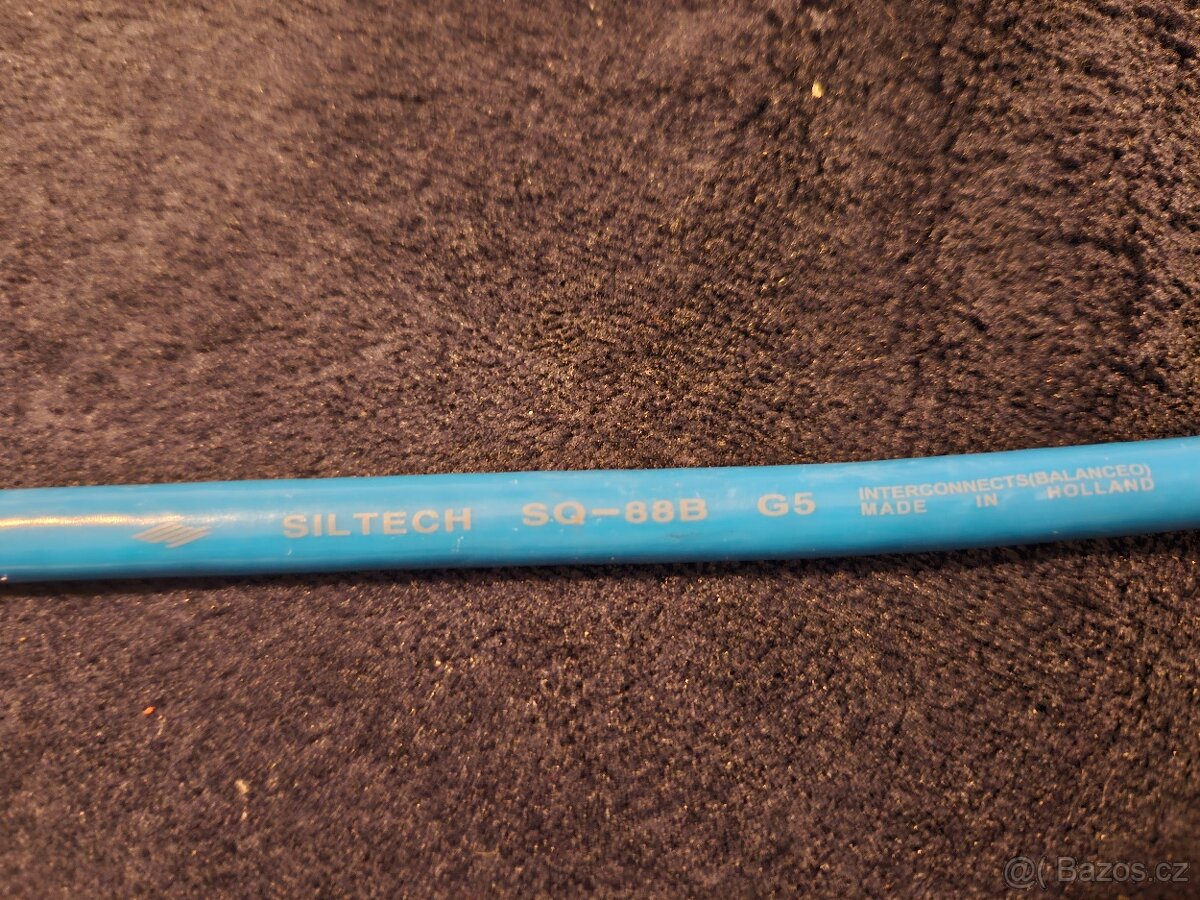 SILTECH SQ-88B G5
INTERCONNECTS(BALANCEO)
MADE IN HOLLAND
@( Bazos.cz